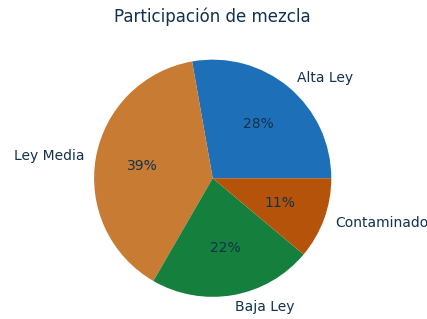 Participación de mezcla
Alta Ley
28%
Ley Media
39%
11%
Contaminado
22%
Baja Ley